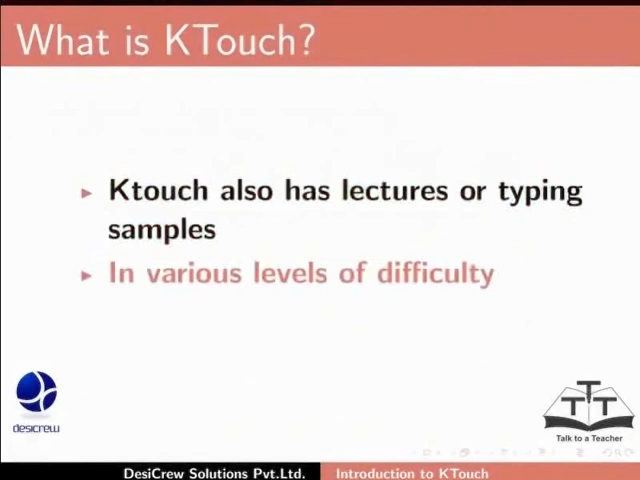 What is KTouch?
Ktouch also has lectures or typing
samples
In various levels of difficulty
desicrew
TTT
Talk to a Teacher
DesiCrew Solutions Pvt.Ltd.
Introduction to KTouch